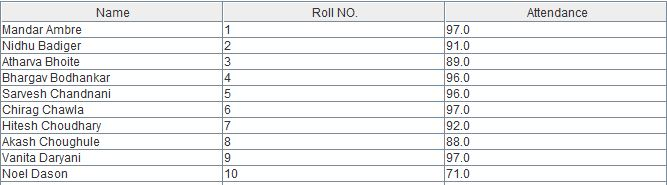 Name Roll NO. Attendance
Mandar Ambre 1 97.0
Nidhu Badiger 2 91.0
Atharva Bhoite 3 89.0
Bhargav Bodhankar 4 96.0
Sarvesh Chandnani 5 96.0
Chirag Chawla 6 97.0
Hitesh Choudhary 7 92.0
Akash Choughule 8 88.0
Vanita Daryani 9 97.0
Noel Dason 10 71.0